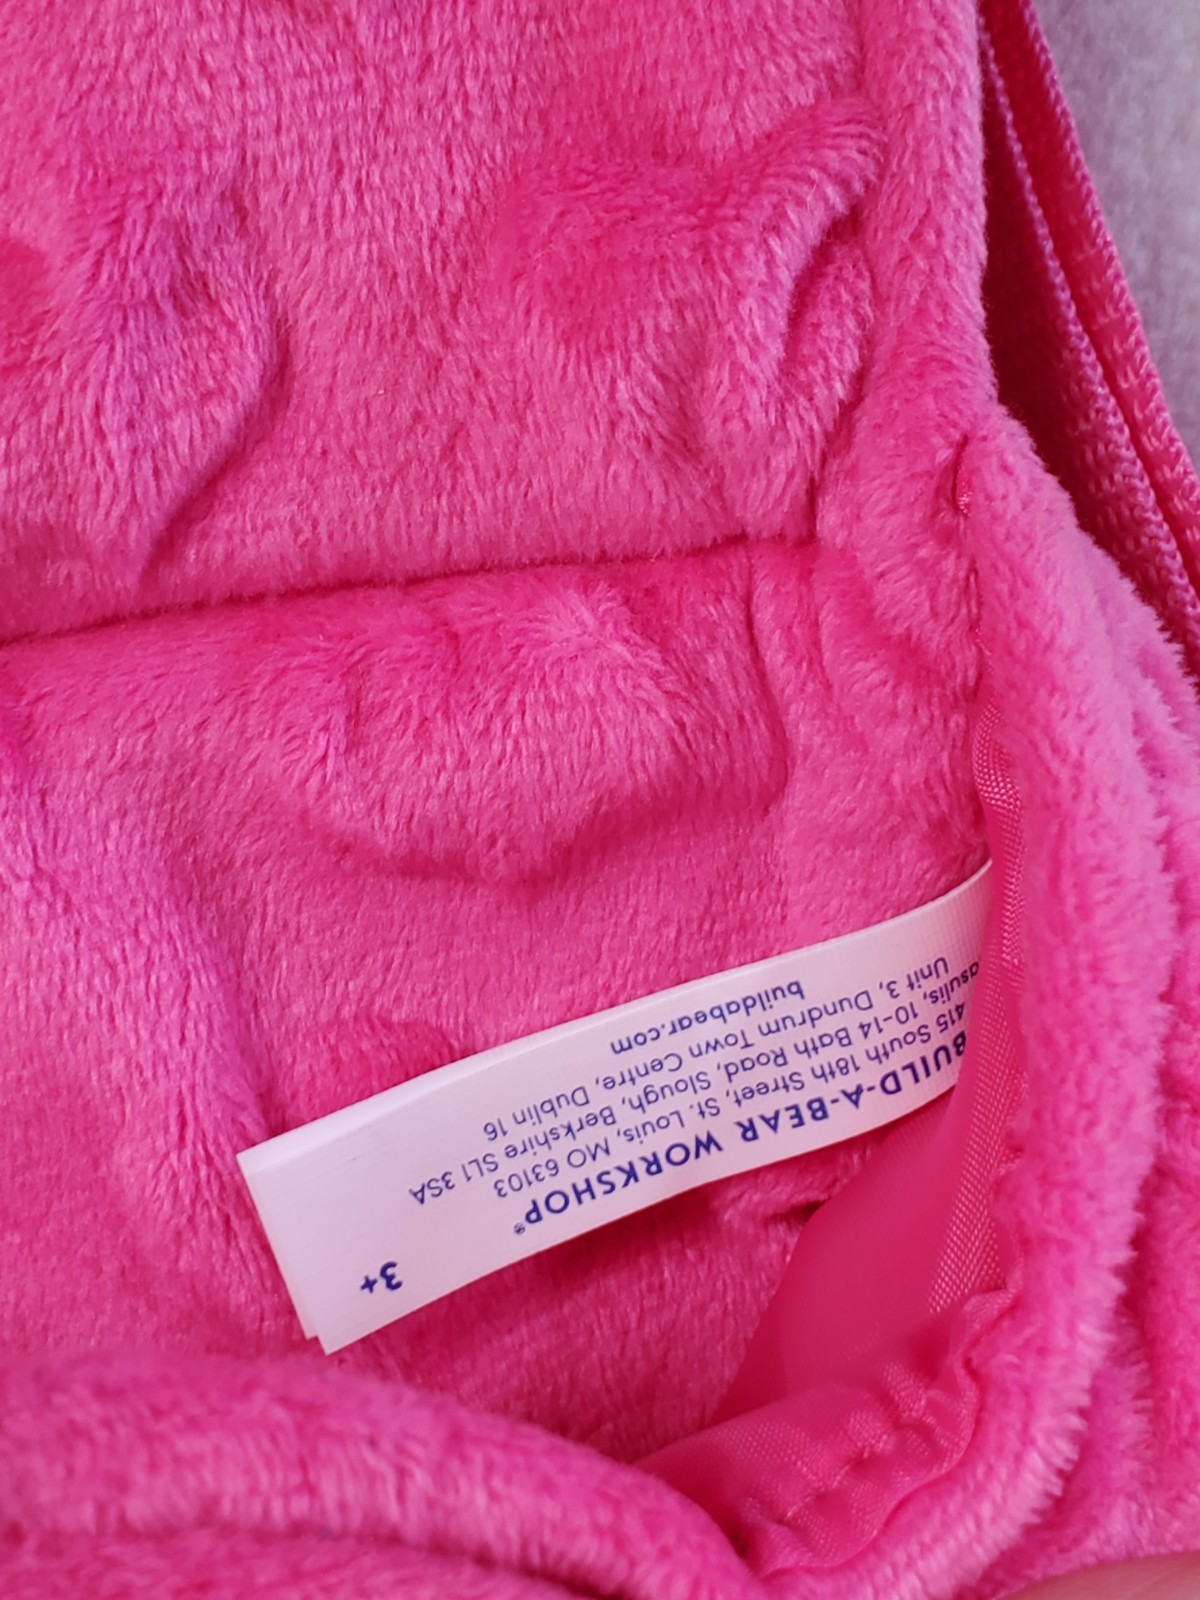 BUILD-A-BEAR WORKSHOP®
415 South 18th Street, St. Louis, MO 63103
10-14 Bath Road, Slough, Berkshire SL1 3SA
Unit 3, Dundrum Town Centre, Dublin 16
buildabear.com
3+